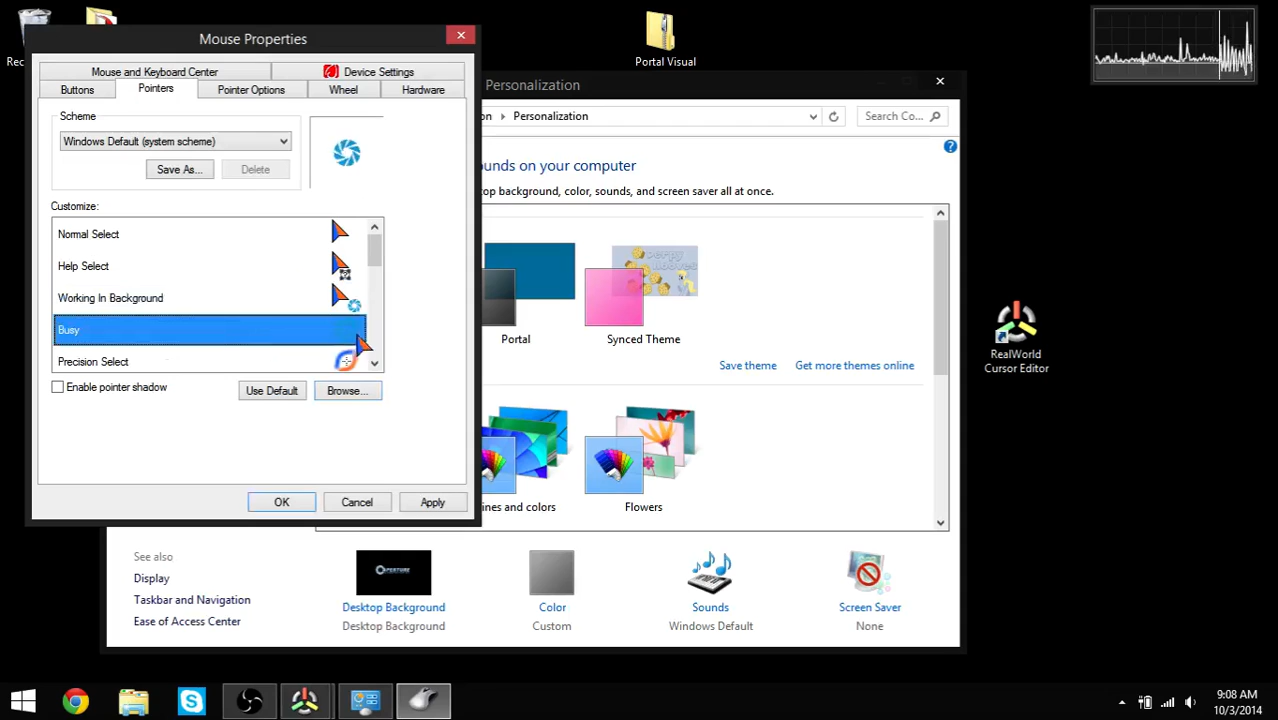 Rec
Portal Visual
Mouse Properties
Mouse and Keyboard Center
Device Settings
Buttons
Pointers
Pointer Options
Wheel
Hardware
Scheme
Windows Default (system scheme)
Save As...
Delete
Customize:
Normal Select
Help Select
Working In Background
Busy
Precision Select
Enable pointer shadow
Use Default
Browse...
OK
Cancel
Apply
Personalization
on
Personalization
Search Co...
unds on your computer
top background, color, sounds, and screen saver all at once.
Portal
Synced Theme
Save theme
Get more themes online
ines and colors
Flowers
See also
Display
Taskbar and Navigation
Ease of Access Center
APERTURE
Desktop Background
Desktop Background
Color
Custom
Sounds
Windows Default
Screen Saver
None
RealWorld
Cursor Editor
9:08 AM
10/3/2014